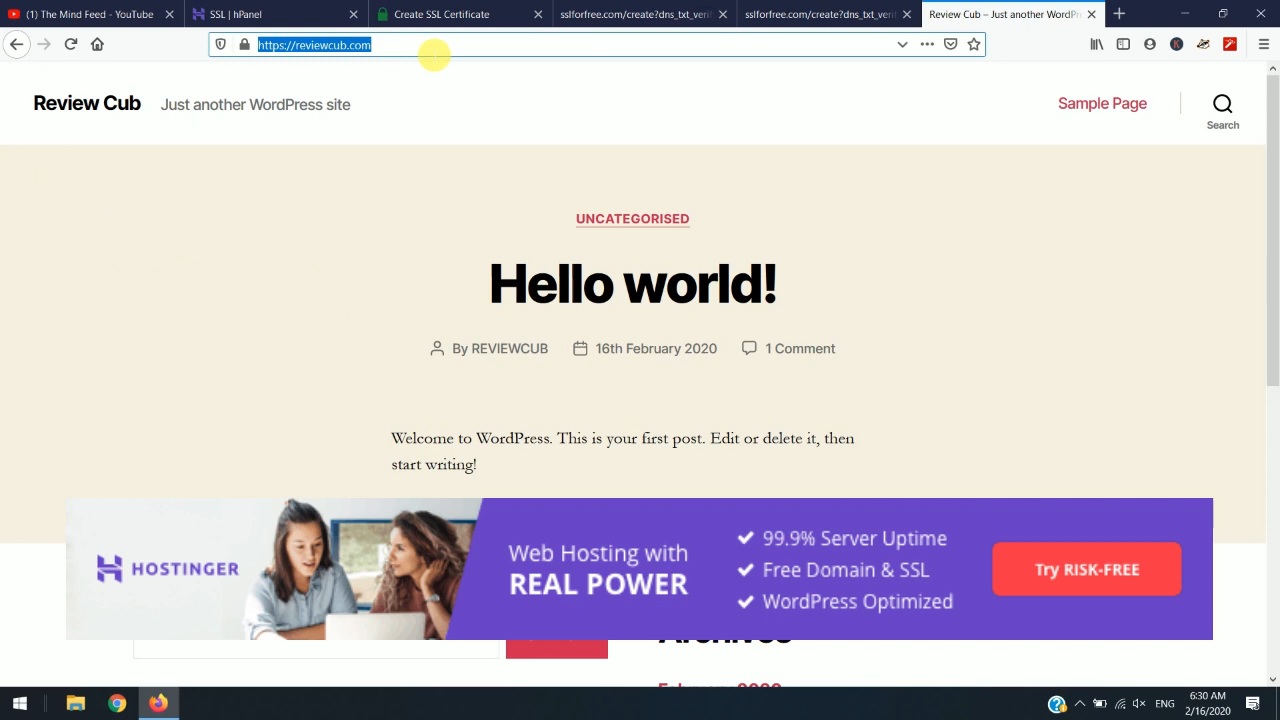 (1) The Mind Feed - YouTube
SSL | hPanel
Create SSL Certificate
sslforfree.com/create?dns_txt_veri
sslforfree.com/create?dns_txt_veri
Review Cub – Just another WordPr
https://reviewcub.com
Review Cub
Just another WordPress site
Sample Page
Search
UNCATEGORISED
Hello world!
By REVIEWCUB
16th February 2020
1 Comment
Welcome to WordPress. This is your first post. Edit or delete it, then
start writing!
HOSTINGER
Web Hosting with
REAL POWER
99.9% Server Uptime
Free Domain & SSL
WordPress Optimized
Try RISK-FREE
Archives
February 2020
ENG
6:30 AM
2/16/2020